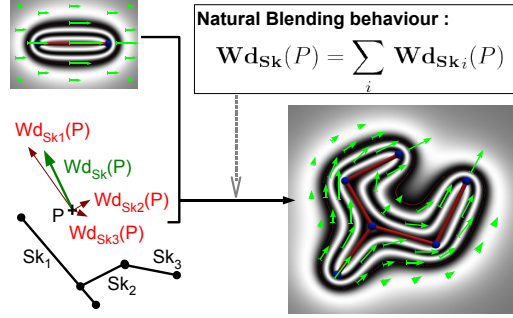 Natural Blending behaviour :
Wd_Sk(P) = ∑_i Wd_Sk_i(P)
Wd_Sk1(P)
Wd_Sk(P)
Wd_Sk2(P)
P
Wd_Sk3(P)
Sk_1
Sk_2
Sk_3